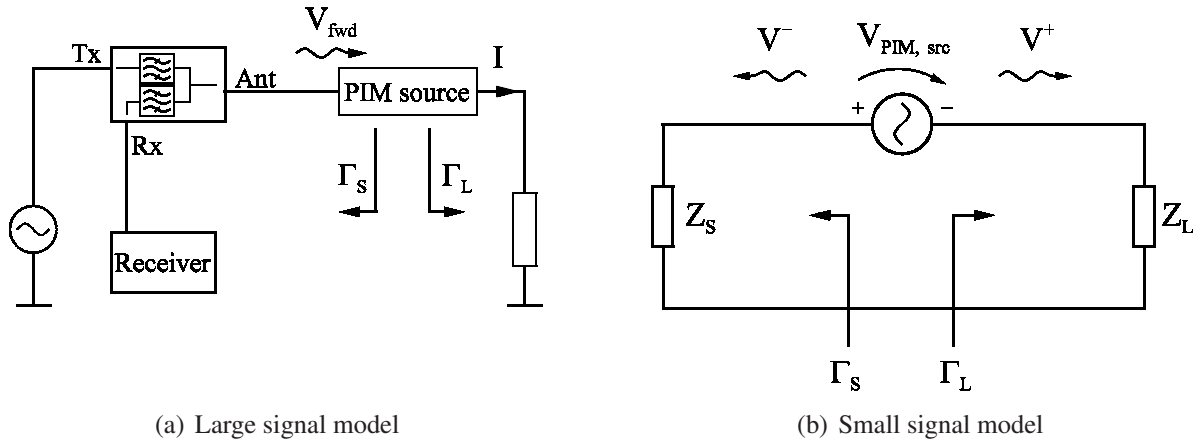 V_fwd
Tx
Ant
PIM source
I
Rx
Γ_S
Γ_L
Receiver
(a) Large signal model
V⁻
V_PIM, src
V⁺
+
−
Z_S
Z_L
Γ_S
Γ_L
(b) Small signal model